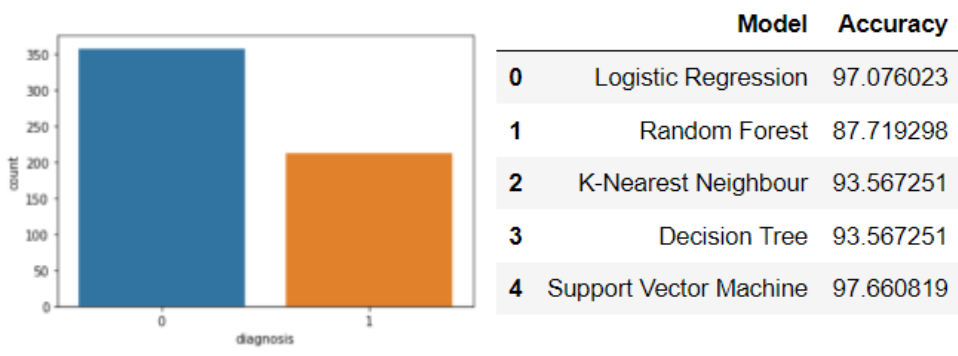 350
300
250
200
150
100
50
0
count
0 1
diagnosis
Model Accuracy
0 Logistic Regression 97.076023
1 Random Forest 87.719298
2 K-Nearest Neighbour 93.567251
3 Decision Tree 93.567251
4 Support Vector Machine 97.660819